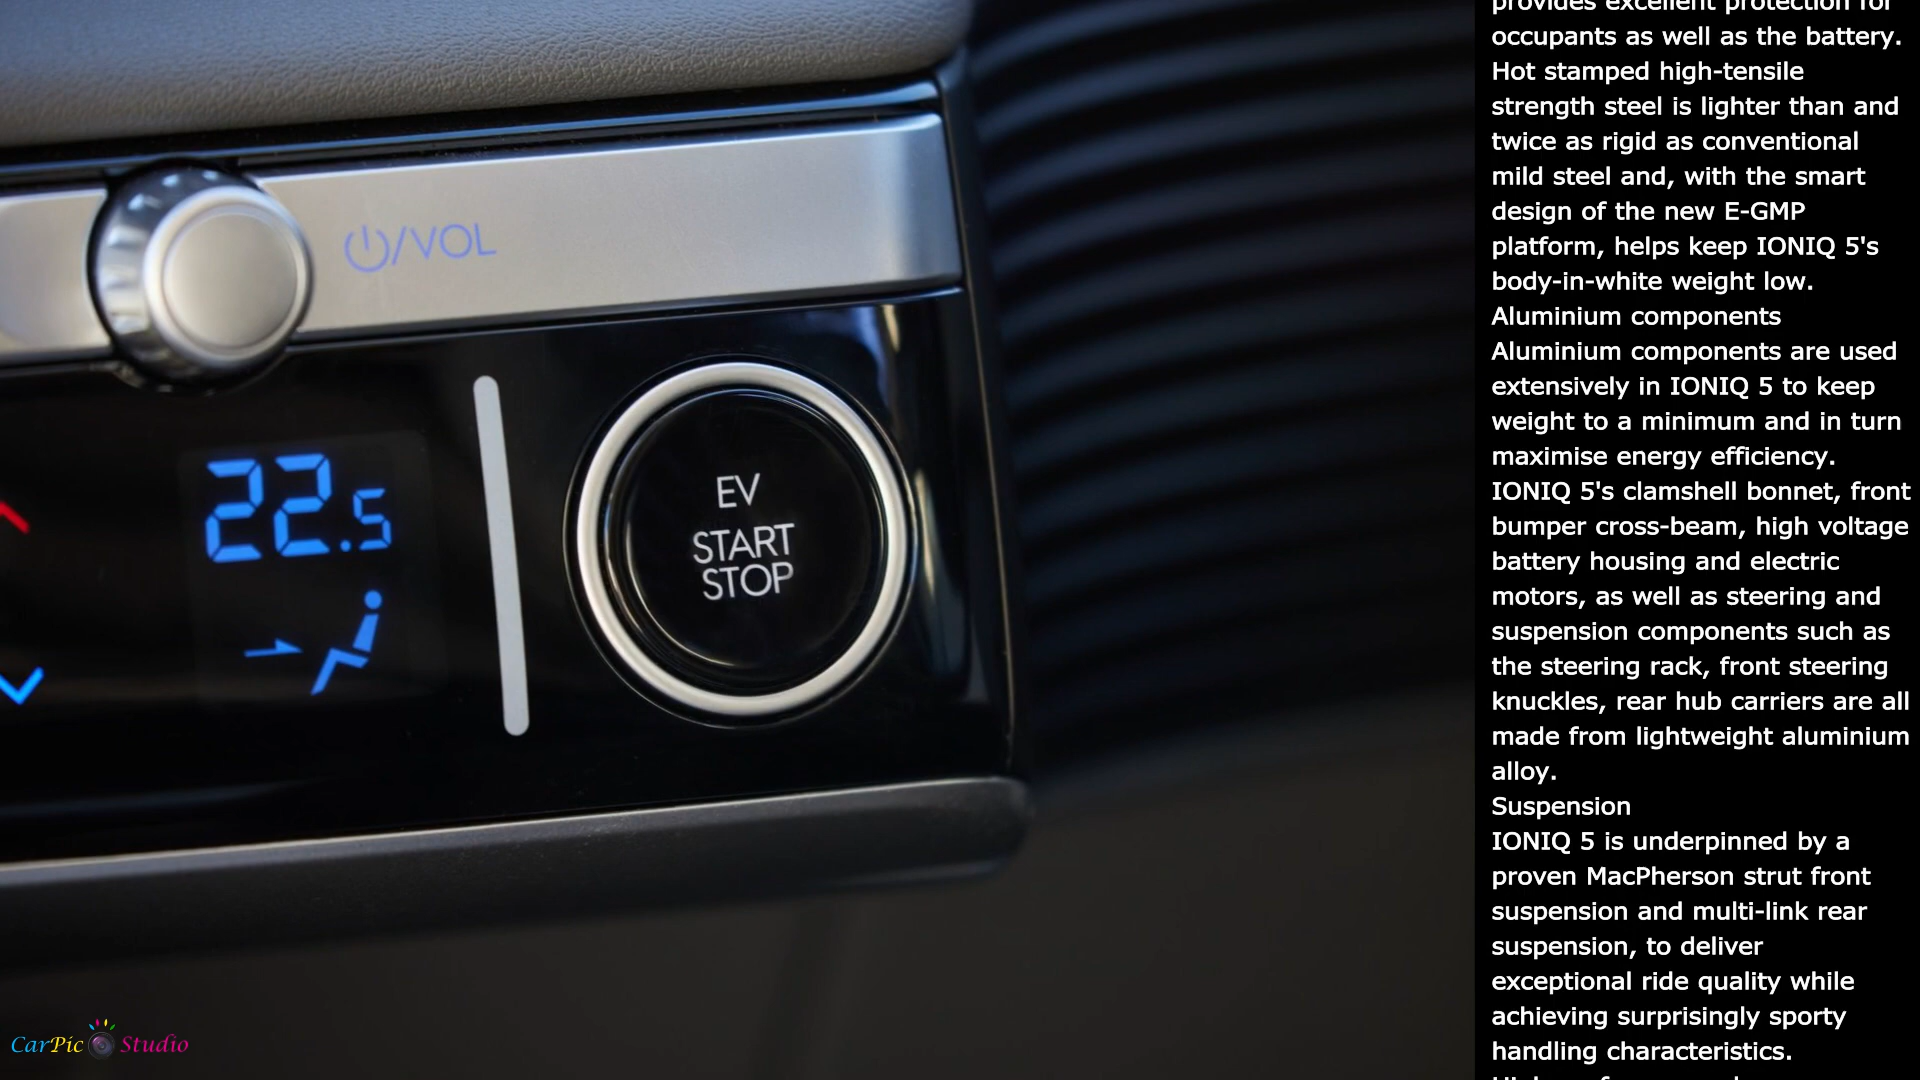 ⏻/VOL
22.5
EV
START
STOP
CarPic Studio
provides excellent protection for
occupants as well as the battery.
Hot stamped high-tensile
strength steel is lighter than and
twice as rigid as conventional
mild steel and, with the smart
design of the new E-GMP
platform, helps keep IONIQ 5's
body-in-white weight low.
Aluminium components
Aluminium components are used
extensively in IONIQ 5 to keep
weight to a minimum and in turn
maximise energy efficiency.
IONIQ 5's clamshell bonnet, front
bumper cross-beam, high voltage
battery housing and electric
motors, as well as steering and
suspension components such as
the steering rack, front steering
knuckles, rear hub carriers are all
made from lightweight aluminium
alloy.
Suspension
IONIQ 5 is underpinned by a
proven MacPherson strut front
suspension and multi-link rear
suspension, to deliver
exceptional ride quality while
achieving surprisingly sporty
handling characteristics.